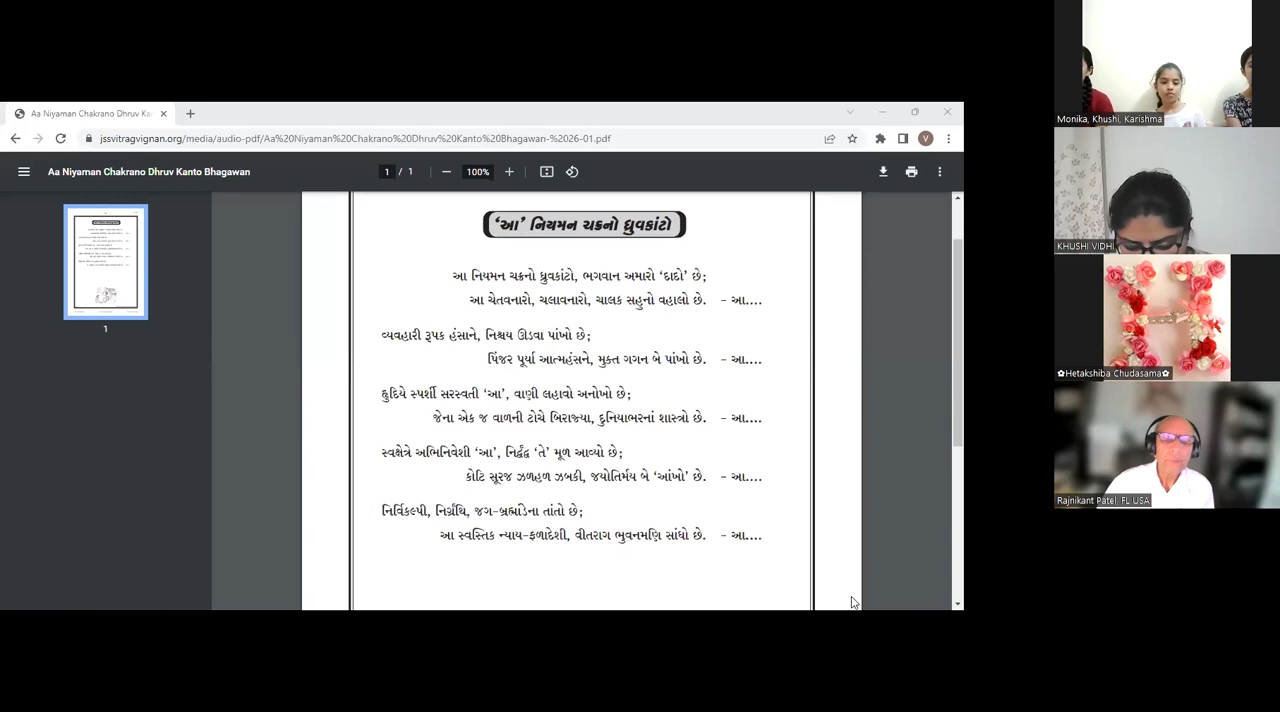 Aa Niyaman Chakrano Dhruv Ka
jssvitragvignan.org/media/audio-pdf/Aa%20Niyaman%20Chakrano%20Dhruv%20Kanto%20Bhagawan-%2026-01.pdf
V
Aa Niyaman Chakrano Dhruv Kanto Bhagawan
1 / 1
100%
1
‘આ’ નિયમન ચક્રનો ધ્રુવકાંટો
આ નિયમન ચક્રનો ધ્રુવકાંટો, ભગવાન અમારો ‘દાદો’ છે;
આ ચેતવનારો, ચલાવનારો, ચાલક સહુનો વહાલો છે. - આ....
વ્યવહારી રૂપક હંસાને, નિશ્ચય ઊડવા પાંખો છે;
પિંજર પૂર્યા આત્મહંસને, મુક્ત ગગન બે પાંખો છે. - આ....
હૃદિયે સ્પર્શી સરસ્વતી ‘આ’, વાણી લહાવો અનોખો છે;
જેના એક જ વાળની ટોચે બિરાજ્યા, દુનિયાભરનાં શાસ્ત્રો છે. - આ....
સ્વક્ષેત્રે અભિનિવેશી ‘આ’, નિર્દ્વંદ્વ ‘તે’ મૂળ આવ્યો છે;
કોટિ સૂરજ ઝળહળ ઝબકી, જ્યોતિર્મય બે ‘આંખો’ છે. - આ....
નિર્વિકલ્પી, નિર્ગ્રંથિ, જગ-બ્રહ્માંડેના તાંતો છે;
આ સ્વસ્તિક ન્યાય-ફળાદેશી, વીતરાગ ભુવનમણિ સાંધો છે. - આ....
Monika, Khushi, Karishma
KHUSHI VIDHI
✿Hetakshiba Chudasama✿
Rajnikant Patel, FL USA